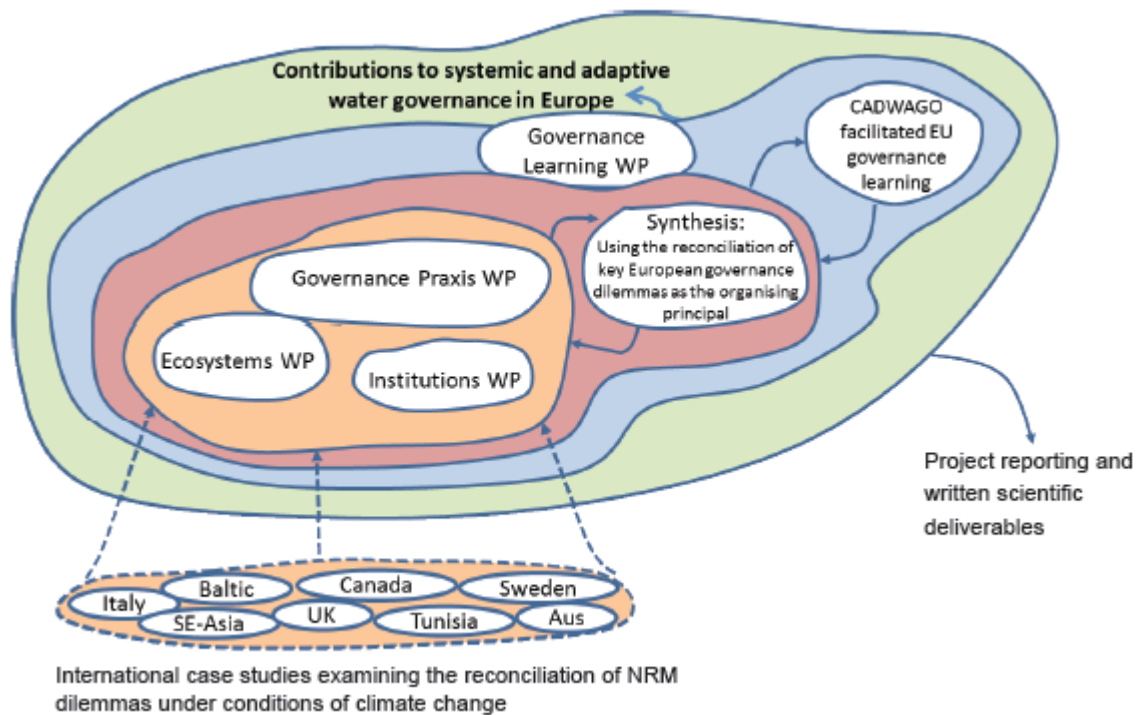 Contributions to systemic and adaptive
water governance in Europe
CADWAGO
facilitated EU
governance
learning
Governance
Learning WP
Synthesis:
Using the reconciliation of
key European governance
dilemmas as the organising
principal
Governance Praxis WP
Ecosystems WP
Institutions WP
Project reporting and
written scientific
deliverables
Italy
Baltic
Canada
Sweden
SE-Asia
UK
Tunisia
Aus
International case studies examining the reconciliation of NRM
dilemmas under conditions of climate change